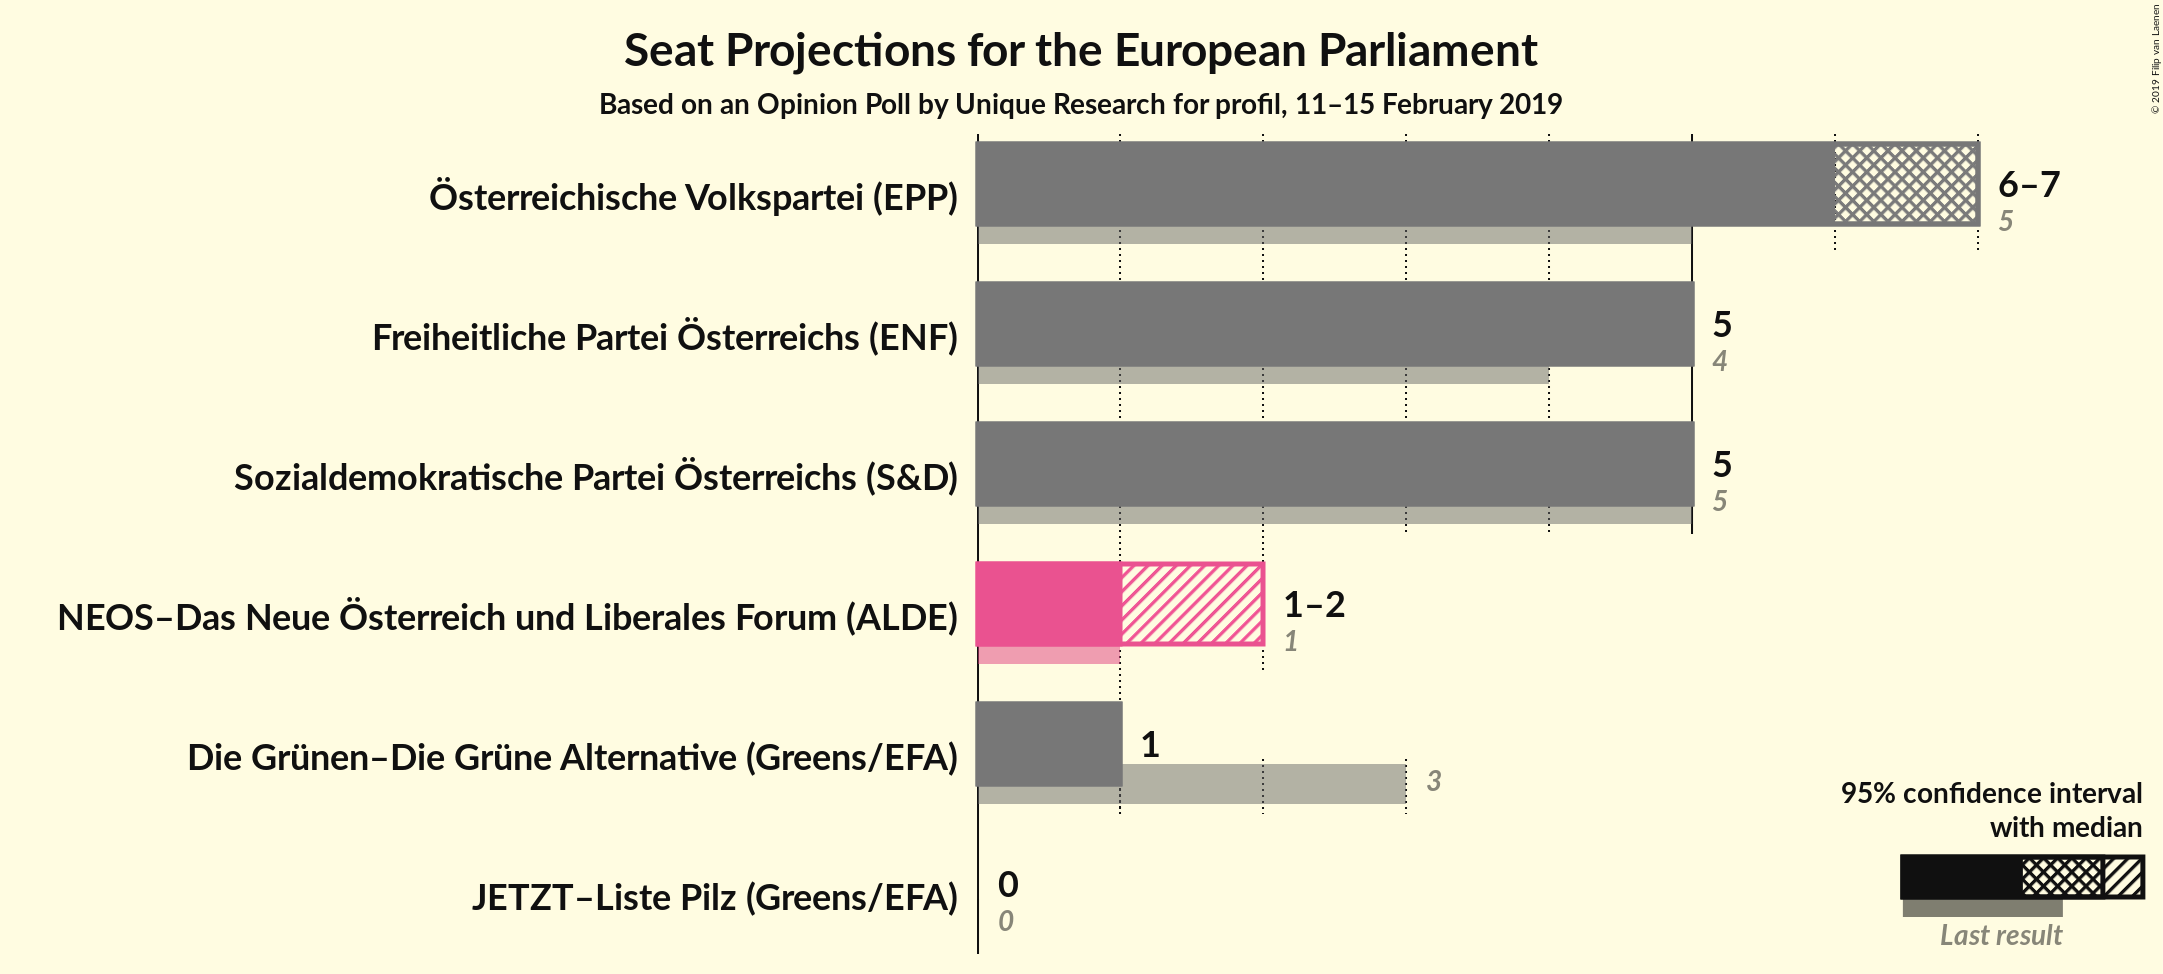 Seat Projections for the European Parliament
Based on an Opinion Poll by Unique Research for profil, 11–15 February 2019
© 2019 Filip van Laenen
Österreichische Volkspartei (EPP)
6–7
5
Freiheitliche Partei Österreichs (ENF)
5
4
Sozialdemokratische Partei Österreichs (S&D)
5
5
NEOS–Das Neue Österreich und Liberales Forum (ALDE)
1–2
1
Die Grünen–Die Grüne Alternative (Greens/EFA)
1
3
JETZT–Liste Pilz (Greens/EFA)
0
0
95% confidence interval
with median
Last result